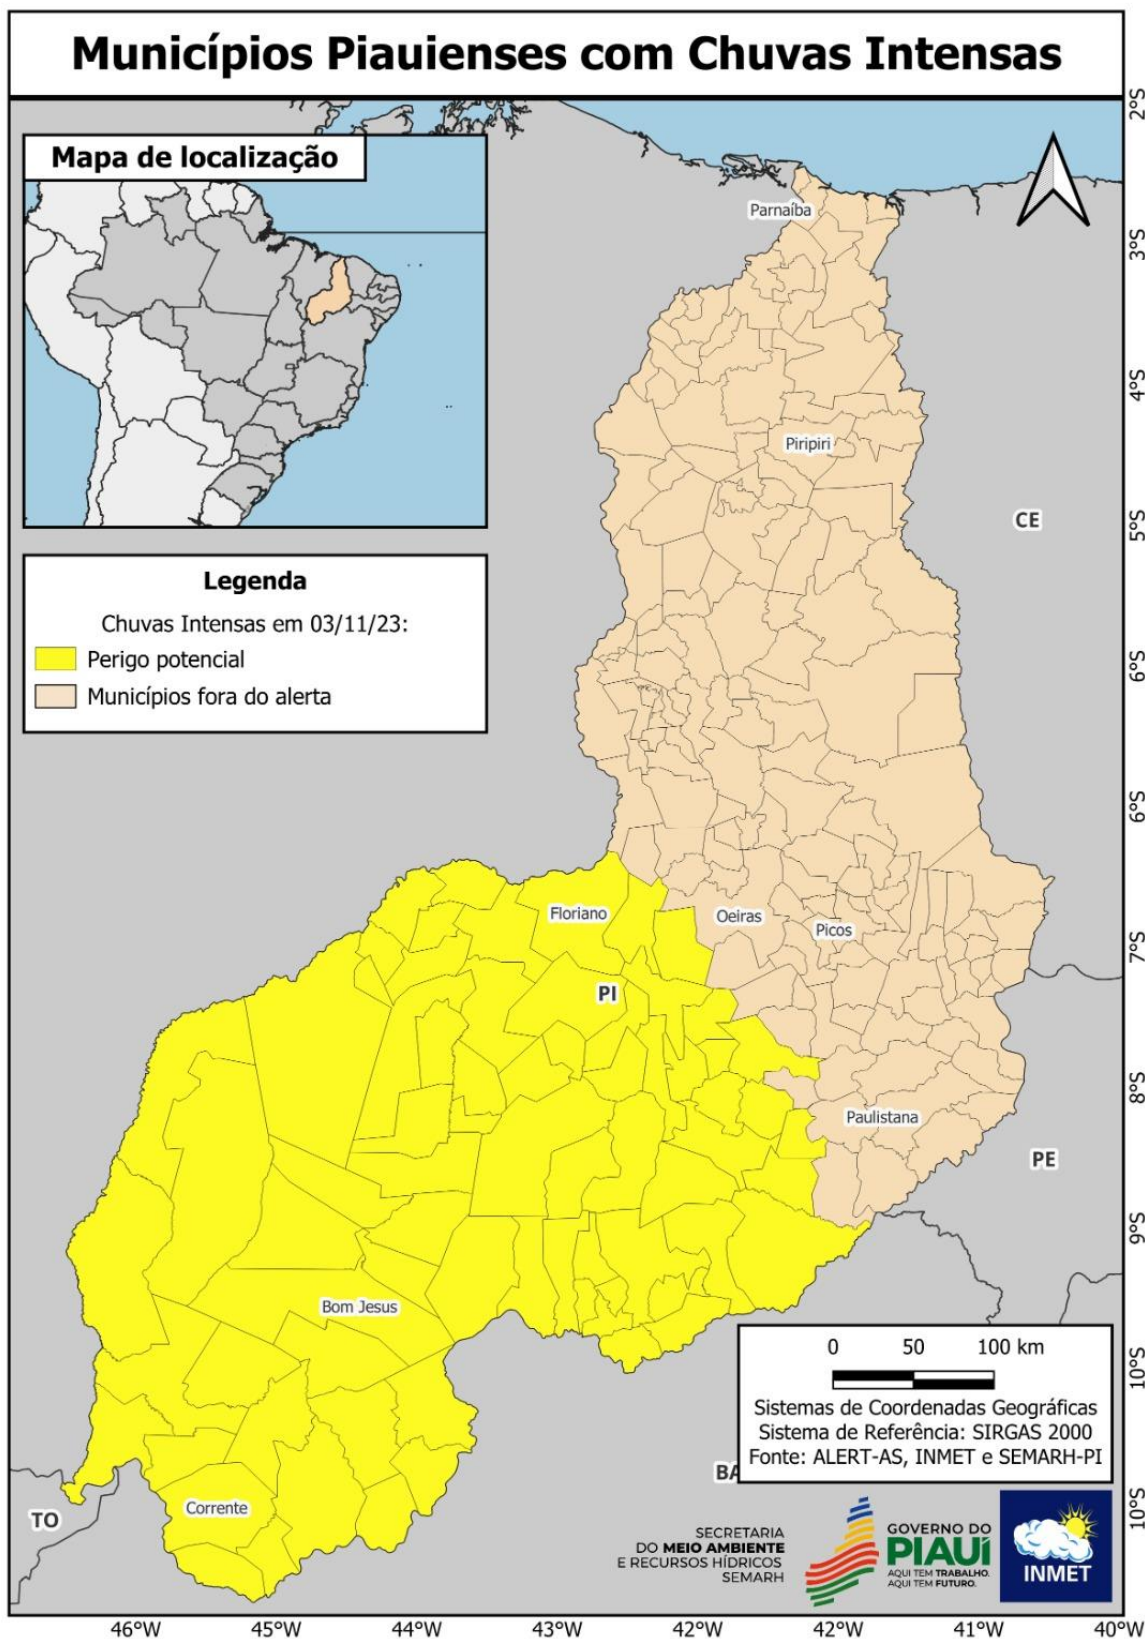 Municípios Piauienses com Chuvas Intensas
Mapa de localização
Legenda
Chuvas Intensas em 03/11/23:
Perigo potencial
Municípios fora do alerta
Parnaíba
Piripiri
CE
Floriano
Oeiras
Picos
PI
Paulistana
PE
Bom Jesus
Corrente
TO
BA
0 50 100 km
Sistemas de Coordenadas Geográficas
Sistema de Referência: SIRGAS 2000
Fonte: ALERT-AS, INMET e SEMARH-PI
SECRETARIA
DO MEIO AMBIENTE
E RECURSOS HÍDRICOS
SEMARH
GOVERNO DO
PIAUÍ
AQUI TEM TRABALHO.
AQUI TEM FUTURO.
INMET
2°S
3°S
4°S
5°S
6°S
6°S
7°S
8°S
9°S
10°S
10°S
46°W 45°W 44°W 43°W 42°W 42°W 41°W 40°W